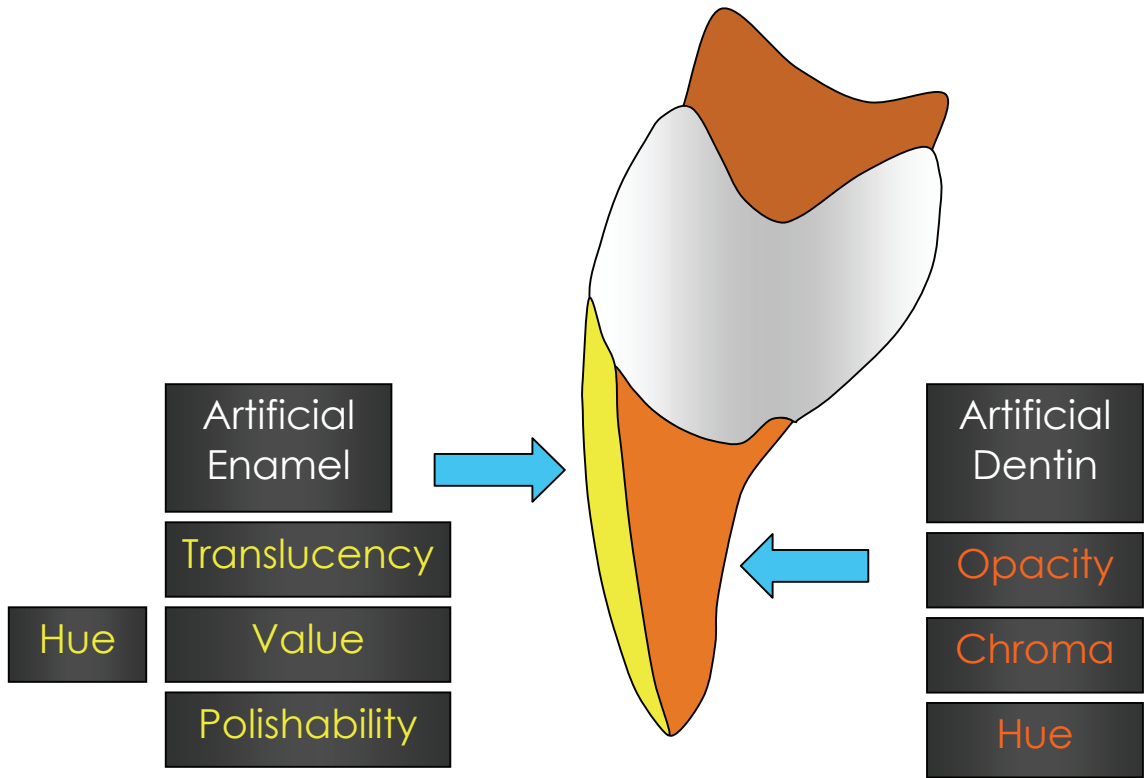 Artificial
Enamel
Translucency
Hue
Value
Polishability
Artificial
Dentin
Opacity
Chroma
Hue